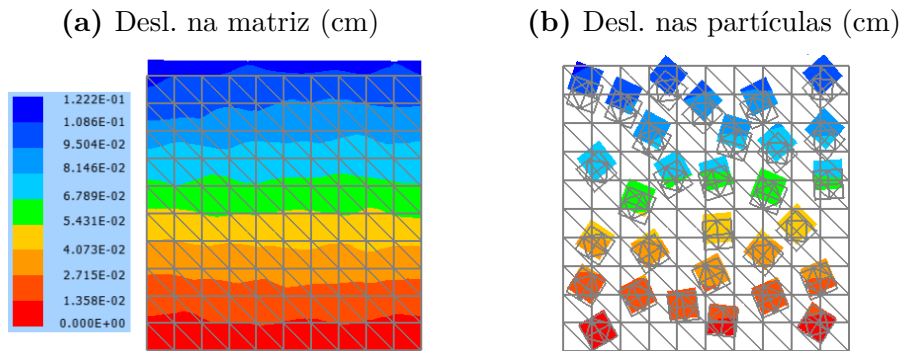 (a) Desl. na matriz (cm)
(b) Desl. nas partículas (cm)
1.222E-01
1.086E-01
9.504E-02
8.146E-02
6.789E-02
5.431E-02
4.073E-02
2.715E-02
1.358E-02
0.000E+00